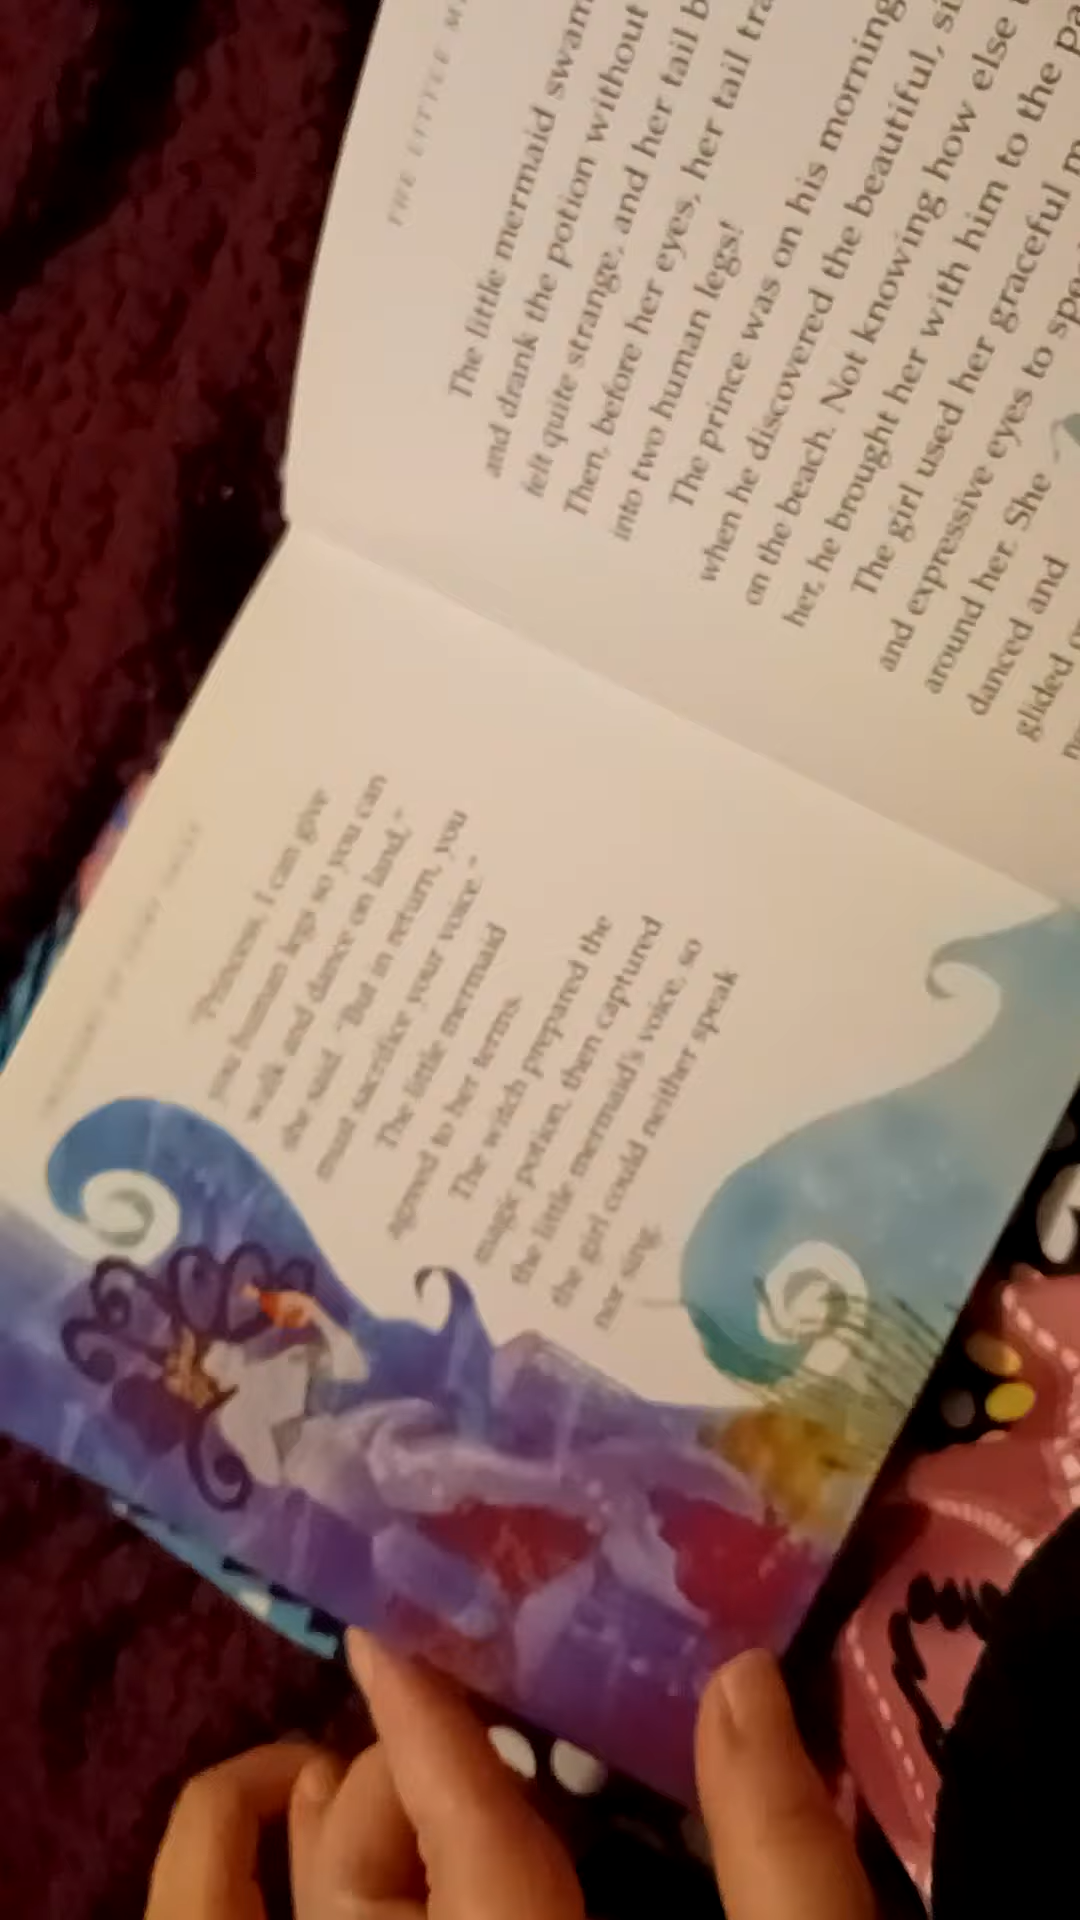 "Princess, I can give
you human legs so you can
walk and dance on land,"
she said. "But in return, you
must sacrifice your voice."
The little mermaid
agreed to her terms.
The witch prepared the
magic potion, then captured
the little mermaid's voice, so
the girl could neither speak
nor sing.
THE LITTLE
The little mermaid swam
and drank the potion without
felt quite strange, and her tail
Then, before her eyes, her tail
into two human legs!
The prince was on his morning
when he discovered the beautiful,
on the beach. Not knowing how else
her, he brought her with him to the
The girl used her graceful
and expressive eyes to
around her. She
danced and
glided